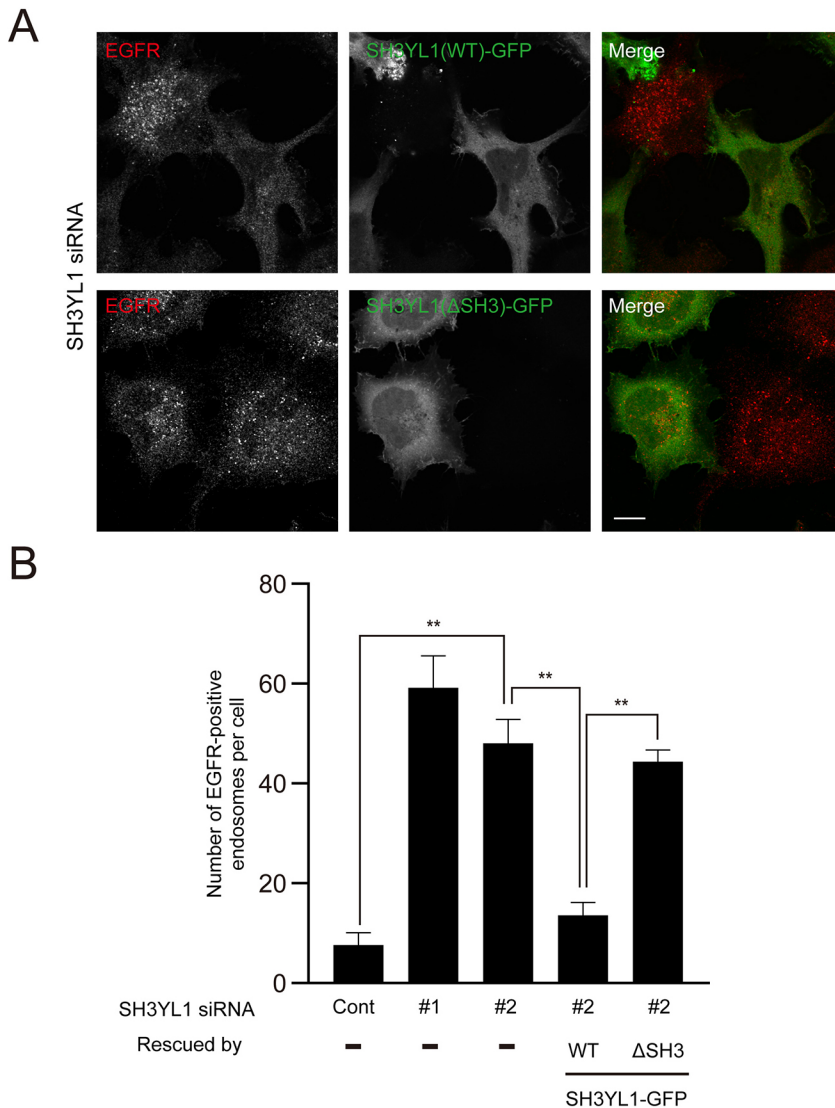 A
EGFR
SH3YL1(WT)-GFP
Merge
SH3YL1 siRNA
EGFR
SH3YL1(ΔSH3)-GFP
Merge
B
Number of EGFR-positive
endosomes per cell
80
60
40
20
0
**
**
**
SH3YL1 siRNA Cont #1 #2 #2 #2
Rescued by - - - WT ΔSH3
SH3YL1-GFP